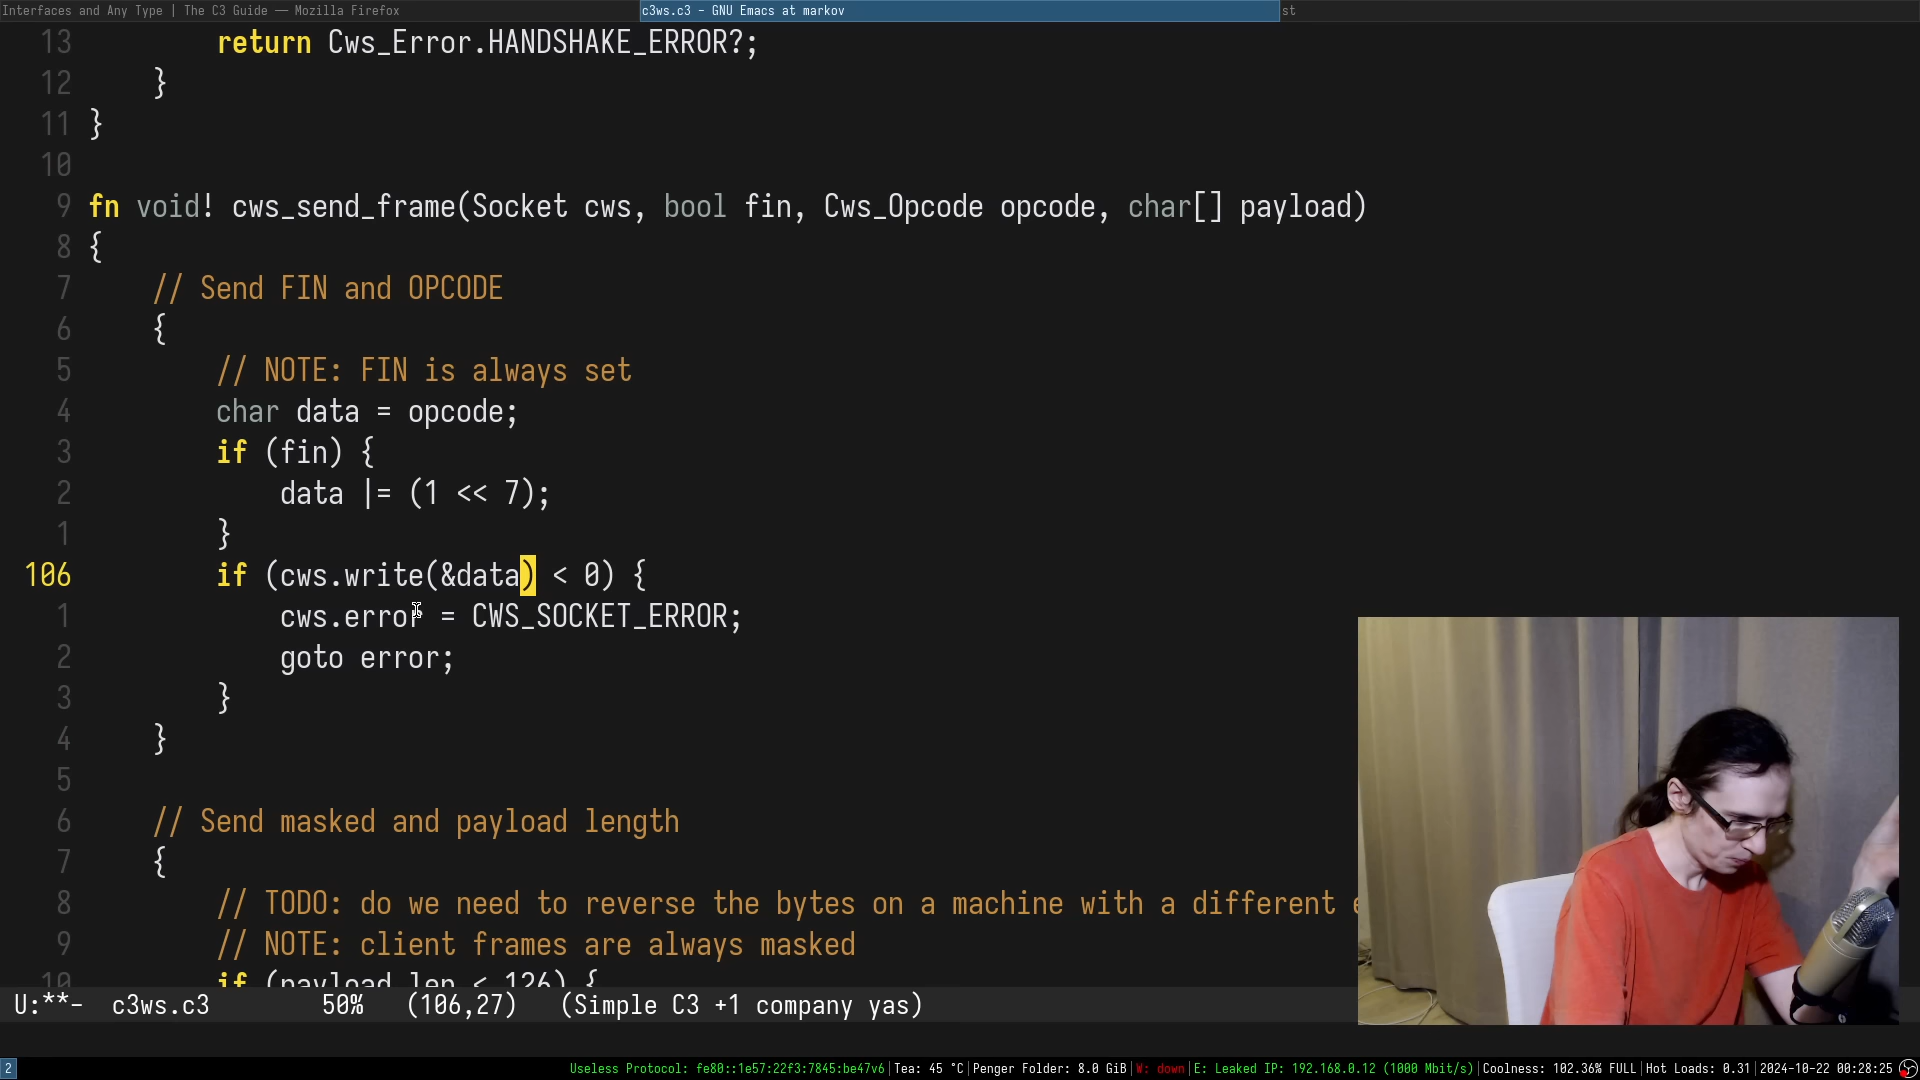 Interfaces and Any Type | The C3 Guide — Mozilla Firefox
c3ws.c3 - GNU Emacs at markov
st
13 return Cws_Error.HANDSHAKE_ERROR?;
12 }
11 }
10
9 fn void! cws_send_frame(Socket cws, bool fin, Cws_Opcode opcode, char[] payload)
8 {
7 // Send FIN and OPCODE
6 {
5 // NOTE: FIN is always set
4 char data = opcode;
3 if (fin) {
2 data |= (1 << 7);
1 }
106 if (cws.write(&data) < 0) {
1 cws.error = CWS_SOCKET_ERROR;
2 goto error;
3 }
4 }
5
6 // Send masked and payload length
7 {
8 // TODO: do we need to reverse the bytes on a machine with a different
9 // NOTE: client frames are always masked
10 if (payload_len < 126) {
U:**- c3ws.c3 50% (106,27) (Simple C3 +1 company yas)
2 Useless Protocol: fe80::1e57:22f3:7845:be47v6|Tea: 45 °C|Penger Folder: 8.0 GiB|W: down|E: Leaked IP: 192.168.0.12 (1000 Mbit/s)|Coolness: 102.36% FULL|Hot Loads: 0.31|2024-10-22 00:28:25